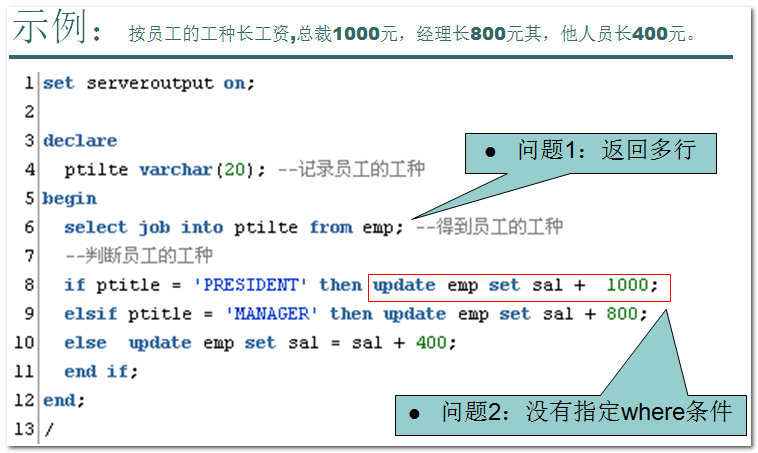 示例： 按员工的工种长工资,总裁1000元，经理长800元其，他人员长400元。
1 set serveroutput on;
2
3 declare
问题1：返回多行
4 ptilte varchar(20); --记录员工的工种
5 begin
6 select job into ptilte from emp; --得到员工的工种
7 --判断员工的工种
8 if ptitle = 'PRESIDENT' then update emp set sal + 1000;
9 elsif ptitle = 'MANAGER' then update emp set sal + 800;
10 else update emp set sal = sal + 400;
11 end if;
12 end;
问题2：没有指定where条件
13 /